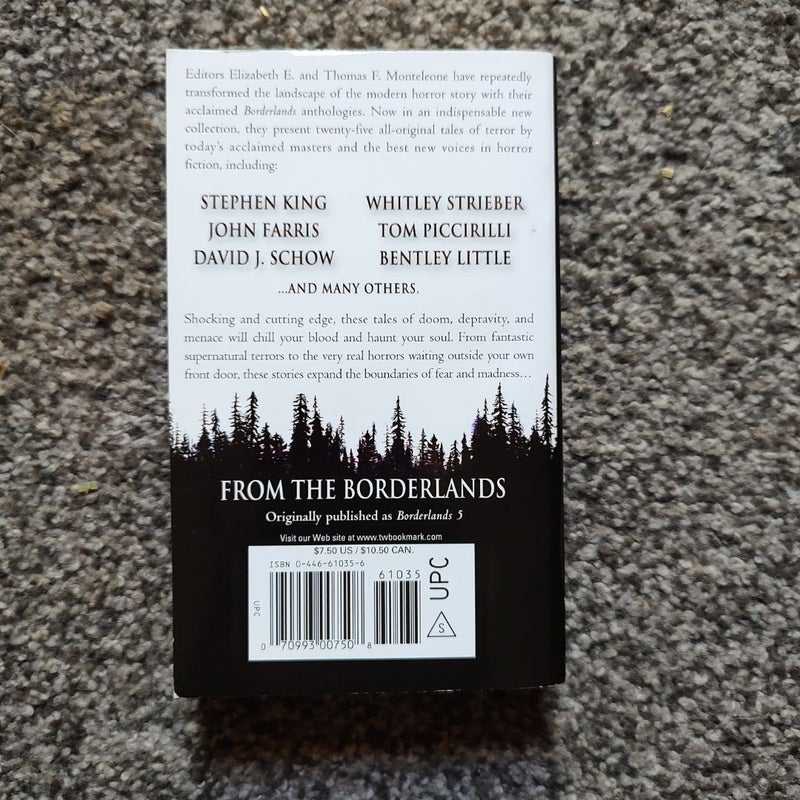 Editors Elizabeth E. and Thomas F. Monteleone have repeatedly
transformed the landscape of the modern horror story with their
acclaimed Borderlands anthologies. Now in an indispensable new
collection, they present twenty-five all-original tales of terror by
today's acclaimed masters and the best new voices in horror
fiction, including:
STEPHEN KING WHITLEY STRIEBER
JOHN FARRIS TOM PICCIRILLI
DAVID J. SCHOW BENTLEY LITTLE
...AND MANY OTHERS.
Shocking and cutting edge, these tales of doom, depravity, and
menace will chill your blood and haunt your soul. From fantastic
supernatural terrors to the very real horrors waiting outside your own
front door, these stories expand the boundaries of fear and madness...
FROM THE BORDERLANDS
Originally published as Borderlands 5
Visit our Web site at www.twbookmark.com
$7.50 US / $10.50 CAN.
ISBN 0-446-61035-6
61035
UPC
UPC
S
0 70993 00750 8